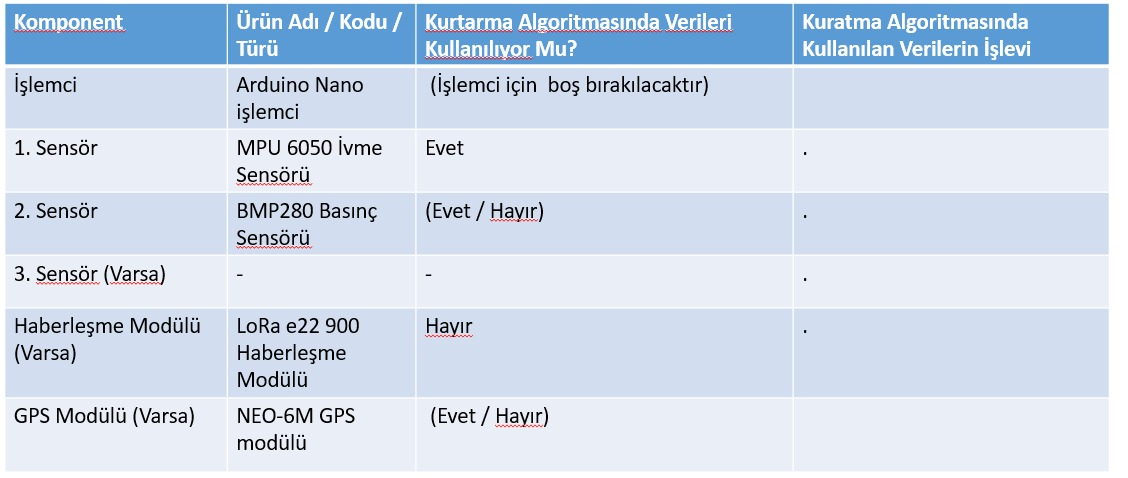 Komponent
Ürün Adı / Kodu /
Türü
Kurtarma Algoritmasında Verileri
Kullanılıyor Mu?
Kuratma Algoritmasında
Kullanılan Verilerin İşlevi
İşlemci
Arduino Nano
işlemci
(İşlemci için boş bırakılacaktır)
1. Sensör
MPU 6050 İvme
Sensörü
Evet
.
2. Sensör
BMP280 Basınç
Sensörü
(Evet / Hayır)
.
3. Sensör (Varsa)
-
-
.
Haberleşme Modülü
(Varsa)
LoRa e22 900
Haberleşme
Modülü
Hayır
.
GPS Modülü (Varsa)
NEO-6M GPS
modülü
(Evet / Hayır)